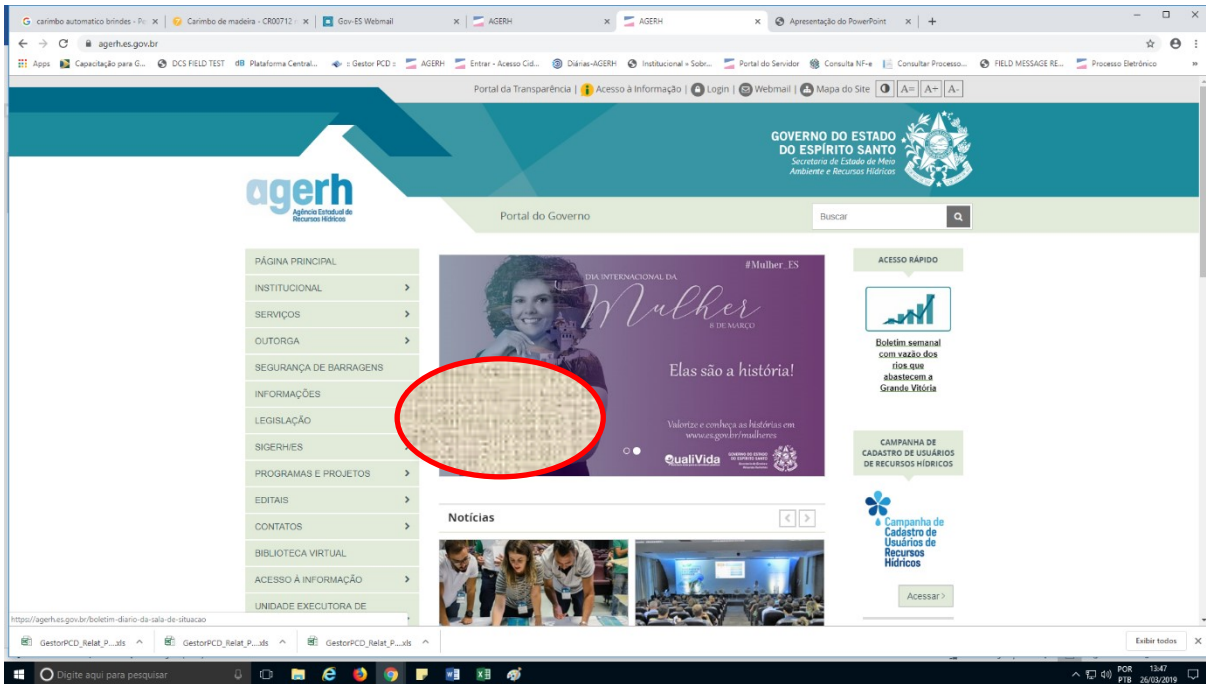 carimbo automatico brindes - Pe
Carimbo de madeira - CR00712
Gov-ES Webmail
AGERH
AGERH
Apresentação do PowerPoint
agerh.es.gov.br
Apps
Capacitação para G...
DCS FIELD TEST
Plataforma Central...
:: Gestor PCD ::
AGERH
Entrar - Acesso Cid...
Diárias-AGERH
Institucional » Sobr...
Portal do Servidor
Consulta NF-e
Consultar Processo...
FIELD MESSAGE RE...
Processo Eletrônico
Portal da Transparência | Acesso à Informação | Login | Webmail | Mapa do Site A= A+ A-
GOVERNO DO ESTADO
DO ESPÍRITO SANTO
Secretaria de Estado de Meio
Ambiente e Recursos Hídricos
agerh
Agência Estadual de
Recursos Hídricos
Portal do Governo
Buscar
PÁGINA PRINCIPAL
INSTITUCIONAL
SERVIÇOS
OUTORGA
SEGURANÇA DE BARRAGENS
INFORMAÇÕES
LEGISLAÇÃO
SIGERH/ES
PROGRAMAS E PROJETOS
EDITAIS
CONTATOS
BIBLIOTECA VIRTUAL
ACESSO À INFORMAÇÃO
UNIDADE EXECUTORA DE
#Mulher_ES
DIA INTERNACIONAL DA
Mulher
8 DE MARÇO
Elas são a história!
Valorize e conheça as histórias em
www.es.gov.br/mulheres
QualiVida
Notícias
ACESSO RÁPIDO
Boletim semanal
com vazão dos
rios que
abastecem a
Grande Vitória
CAMPANHA DE
CADASTRO DE USUÁRIOS
DE RECURSOS HÍDRICOS
Campanha de
Cadastro de
Usuários de
Recursos
Hídricos
Acessar
https://agerh.es.gov.br/boletim-diario-da-sala-de-situacao
GestorPCD_Relat_P....xls
GestorPCD_Relat_P....xls
GestorPCD_Relat_P....xls
Exibir todos
Digite aqui para pesquisar
POR
PTB
13:47
26/03/2019